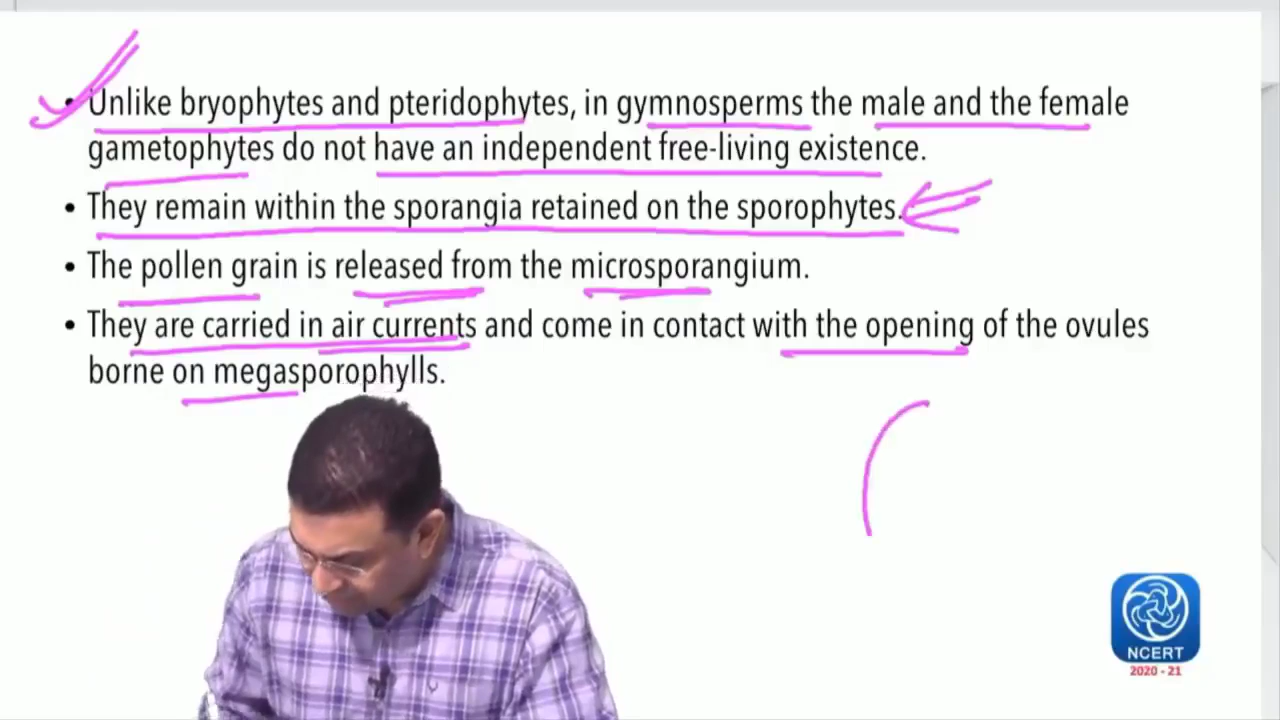 • Unlike bryophytes and pteridophytes, in gymnosperms the male and the female
gametophytes do not have an independent free-living existence.
• They remain within the sporangia retained on the sporophytes.
• The pollen grain is released from the microsporangium.
• They are carried in air currents and come in contact with the opening of the ovules
borne on megasporophylls.
NCERT
2020 - 21